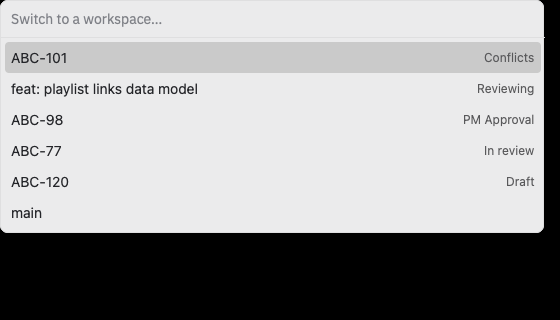 Switch to a workspace...
ABC-101 Conflicts
feat: playlist links data model Reviewing
ABC-98 PM Approval
ABC-77 In review
ABC-120 Draft
main